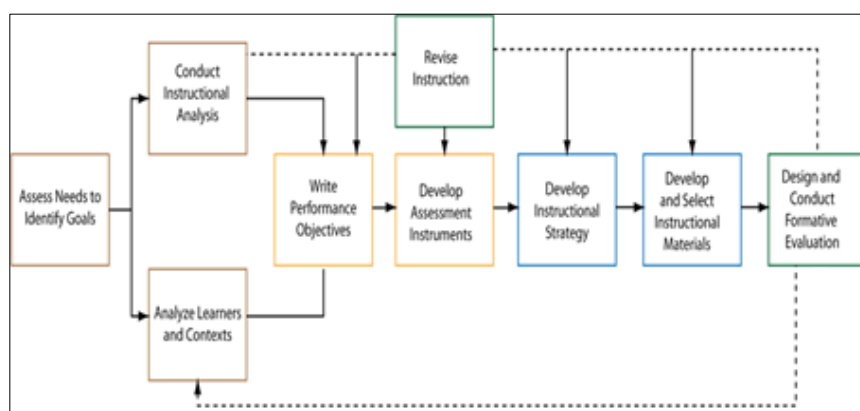 Revise
Instruction
Conduct
Instructional
Analysis
Assess Needs to
Identify Goals
Write
Performance
Objectives
Develop
Assessment
Instruments
Develop
Instructional
Strategy
Develop
and Select
Instructional
Materials
Design and
Conduct
Formative
Evaluation
Analyze Learners
and Contexts